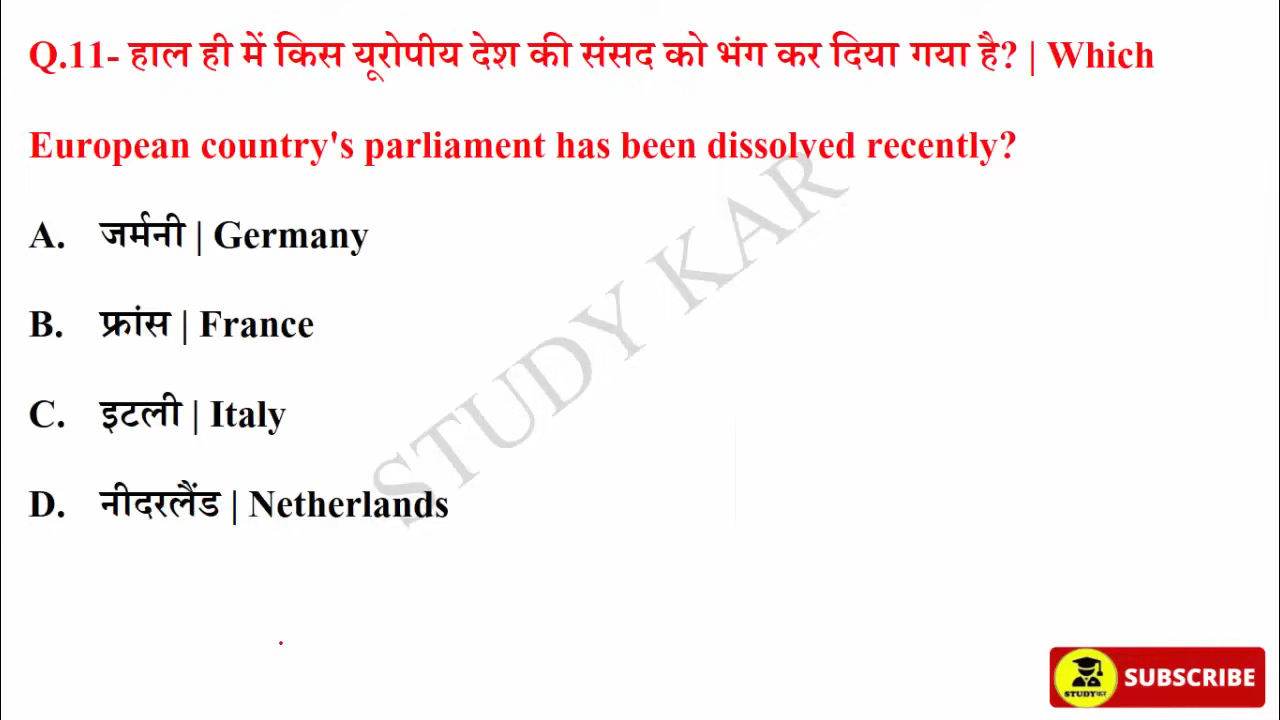 Q.11- हाल ही में किस यूरोपीय देश की संसद को भंग कर दिया गया है? | Which
European country's parliament has been dissolved recently?
A. जर्मनी | Germany
B. फ्रांस | France
C. इटली | Italy
D. नीदरलैंड | Netherlands
STUDY KAR
STUDYकर
SUBSCRIBE